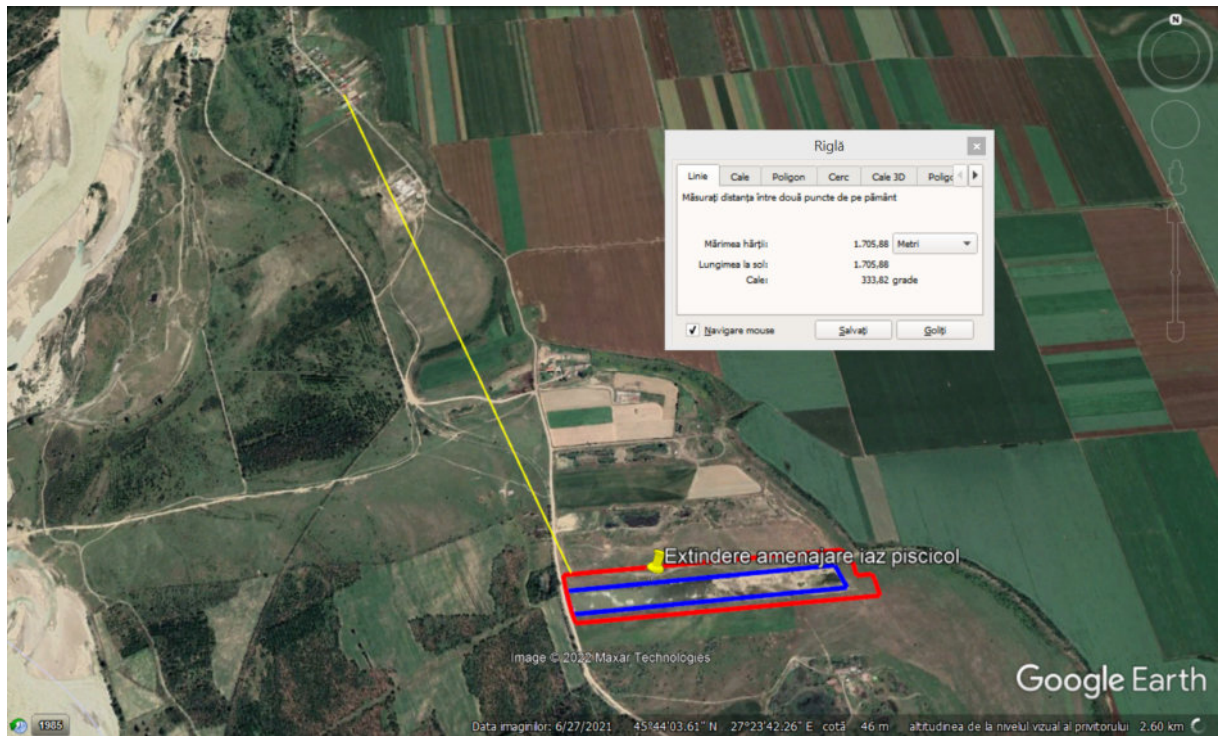 N
Riglă
Linie Cale Poligon Cerc Cale 3D Poligo
Măsurați distanța între două puncte de pe pământ
Mărimea hărții: 1.705,88 Metri
Lungimea la sol: 1.705,88
Cale: 333,82 grade
Navigare mouse Salvați Goliți
Extindere amenajare iaz piscicol
Image © 2022 Maxar Technologies
Google Earth
1985 Data imaginilor: 6/27/2021 45°44'03.61" N 27°23'42.26" E cotă 46 m altitudinea de la nivelul vizual al privitorului 2.60 km